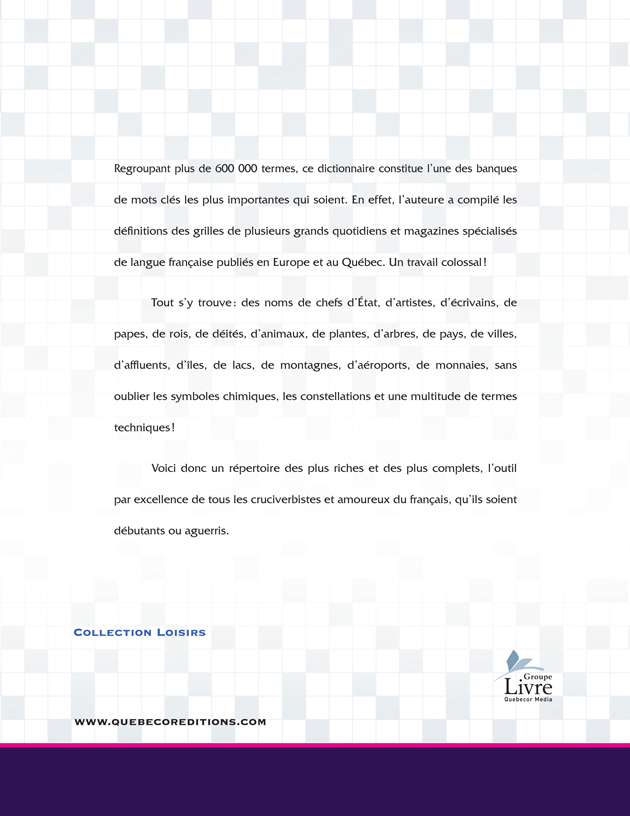 Regroupant plus de 600 000 termes, ce dictionnaire constitue l'une des banques
de mots clés les plus importantes qui soient. En effet, l'auteure a compilé les
définitions des grilles de plusieurs grands quotidiens et magazines spécialisés
de langue française publiés en Europe et au Québec. Un travail colossal !
Tout s'y trouve : des noms de chefs d'État, d'artistes, d'écrivains, de
papes, de rois, de déités, d'animaux, de plantes, d'arbres, de pays, de villes,
d'affluents, d'îles, de lacs, de montagnes, d'aéroports, de monnaies, sans
oublier les symboles chimiques, les constellations et une multitude de termes
techniques !
Voici donc un répertoire des plus riches et des plus complets, l'outil
par excellence de tous les cruciverbistes et amoureux du français, qu'ils soient
débutants ou aguerris.
Collection Loisirs
Groupe
Livre
Quebecor Media
www.quebecoreditions.com